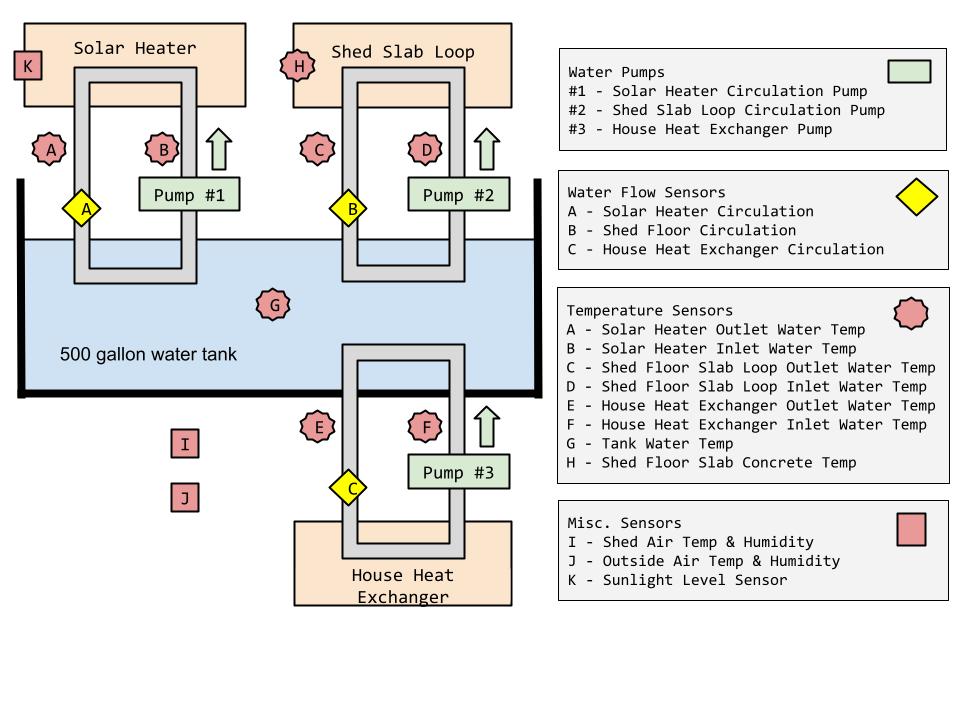 Solar Heater
K
Shed Slab Loop
H
A
B
C
D
Pump #1
Pump #2
A
B
G
500 gallon water tank
E
F
I
J
Pump #3
C
House Heat
Exchanger
Water Pumps
#1 - Solar Heater Circulation Pump
#2 - Shed Slab Loop Circulation Pump
#3 - House Heat Exchanger Pump
Water Flow Sensors
A - Solar Heater Circulation
B - Shed Floor Circulation
C - House Heat Exchanger Circulation
Temperature Sensors
A - Solar Heater Outlet Water Temp
B - Solar Heater Inlet Water Temp
C - Shed Floor Slab Loop Outlet Water Temp
D - Shed Floor Slab Loop Inlet Water Temp
E - House Heat Exchanger Outlet Water Temp
F - House Heat Exchanger Inlet Water Temp
G - Tank Water Temp
H - Shed Floor Slab Concrete Temp
Misc. Sensors
I - Shed Air Temp & Humidity
J - Outside Air Temp & Humidity
K - Sunlight Level Sensor